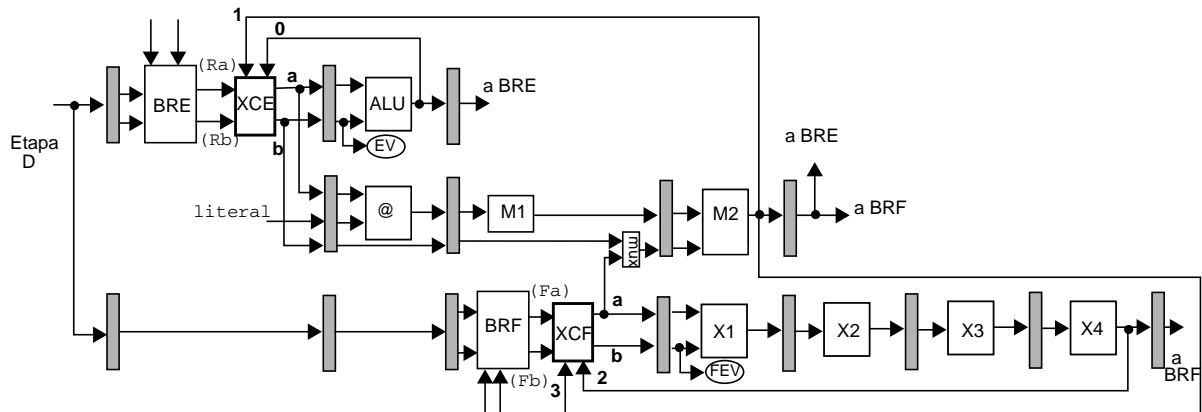 1
0
(Ra)
a
BRE
XCE
ALU
a BRE
(Rb)
b
EV
Etapa
D
a BRE
literal
@
M1
M2
a BRF
mux
(Fa)
a
BRF
XCF
b
X1
X2
X3
X4
(Fb)
3
2
FEV
a
BRF